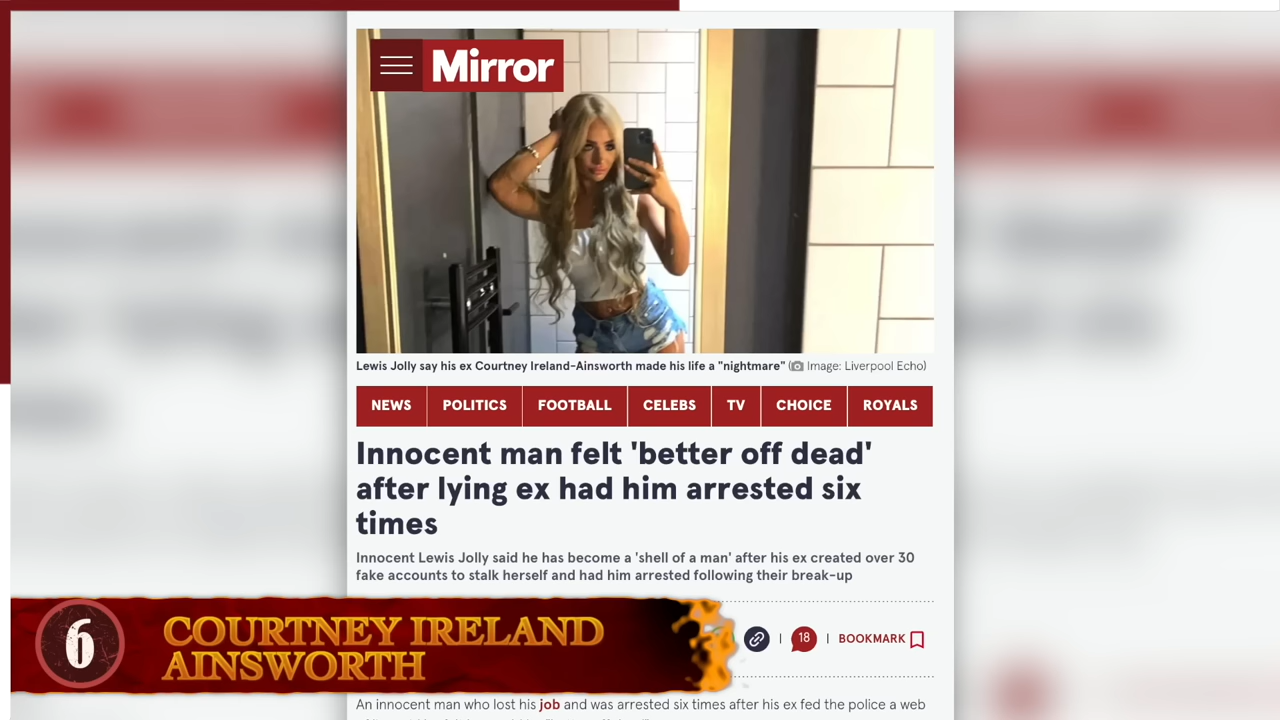 Mirror
Lewis Jolly say his ex Courtney Ireland-Ainsworth made his life a "nightmare" (Image: Liverpool Echo)
NEWS POLITICS FOOTBALL CELEBS TV CHOICE ROYALS
Innocent man felt 'better off dead'
after lying ex had him arrested six
times
Innocent Lewis Jolly said he has become a 'shell of a man' after his ex created over 30
fake accounts to stalk herself and had him arrested following their break-up
6 COURTNEY IRELAND
AINSWORTH
| 18 | BOOKMARK
An innocent man who lost his job and was arrested six times after his ex fed the police a web